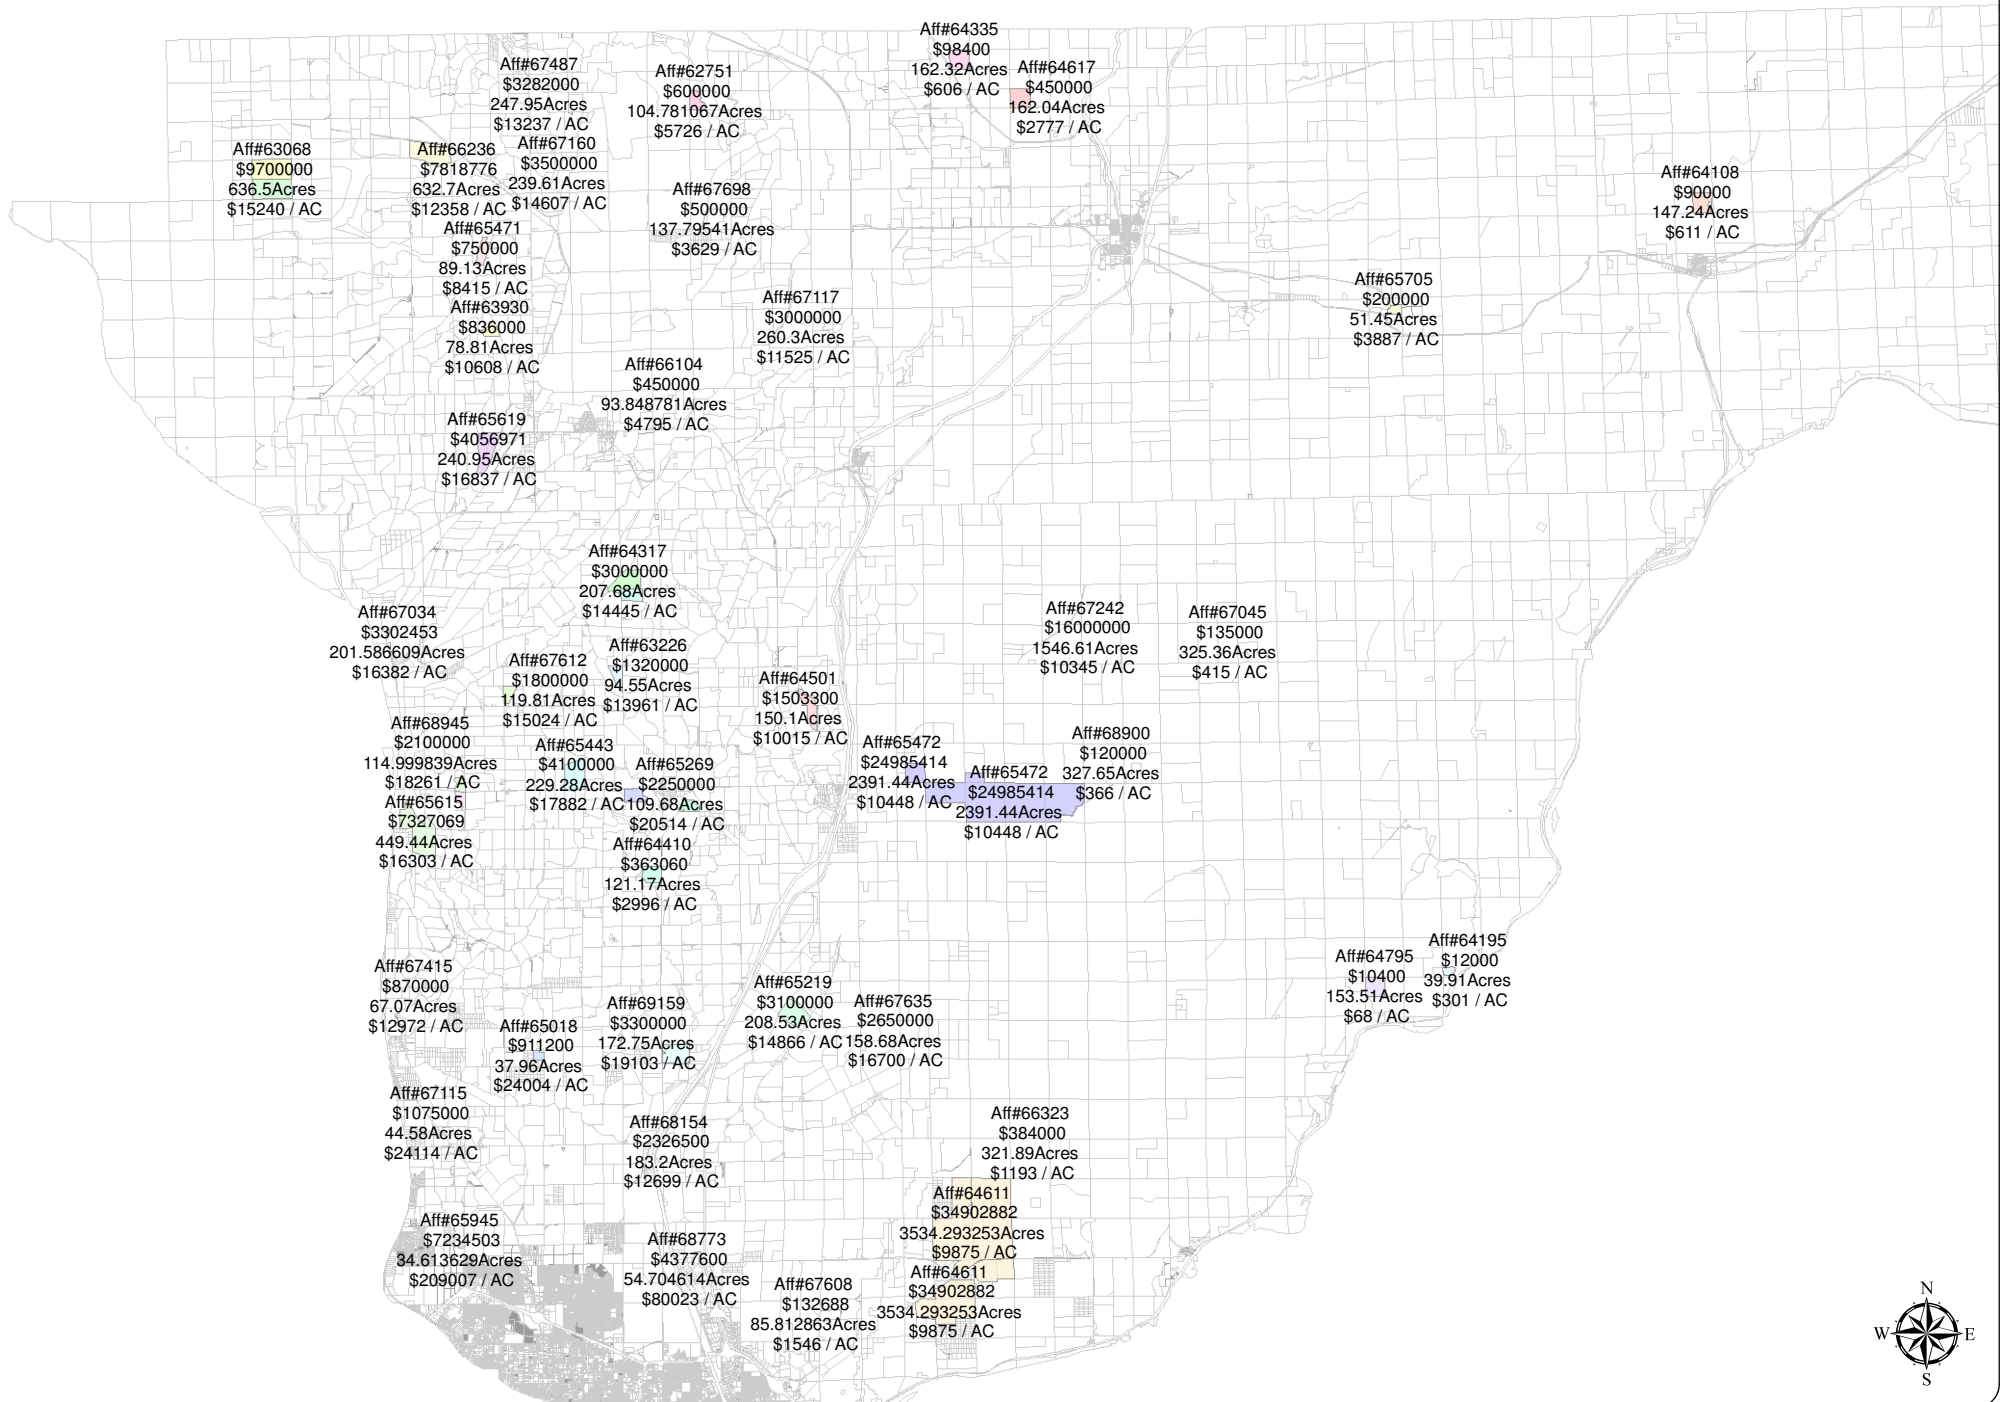 Aff#64335
$98400
162.32Acres
$606 / AC
Aff#64617
$450000
162.04Acres
$2777 / AC
Aff#67487
$3282000
247.95Acres
$13237 / AC
Aff#62751
$600000
104.781067Acres
$5726 / AC
Aff#63068
$9700000
636.5Acres
$15240 / AC
Aff#66236
$7818776
632.7Acres
$12358 / AC
Aff#67160
$3500000
239.61Acres
$14607 / AC
Aff#67698
$500000
137.79541Acres
$3629 / AC
Aff#64108
$90000
147.24Acres
$611 / AC
Aff#65471
$750000
89.13Acres
$8415 / AC
Aff#63930
$836000
78.81Acres
$10608 / AC
Aff#67117
$3000000
260.3Acres
$11525 / AC
Aff#65705
$200000
51.45Acres
$3887 / AC
Aff#66104
$450000
93.848781Acres
$4795 / AC
Aff#65619
$4056971
240.95Acres
$16837 / AC
Aff#64317
$3000000
207.68Acres
$14445 / AC
Aff#67034
$3302453
201.586609Acres
$16382 / AC
Aff#67612
$1800000
119.81Acres
$15024 / AC
Aff#63226
$1320000
94.55Acres
$13961 / AC
Aff#64501
$1503300
150.1Acres
$10015 / AC
Aff#67242
$16000000
1546.61Acres
$10345 / AC
Aff#67045
$135000
325.36Acres
$415 / AC
Aff#68945
$2100000
114.999839Acres
$18261 / AC
Aff#65443
$4100000
229.28Acres
$17882 / AC
Aff#65269
$2250000
109.68Acres
$20514 / AC
Aff#65472
$24985414
2391.44Acres
$10448 / AC
Aff#65472
$24985414
2391.44Acres
$10448 / AC
Aff#68900
$120000
327.65Acres
$366 / AC
Aff#65615
$7327069
449.44Acres
$16303 / AC
Aff#64410
$363060
121.17Acres
$2996 / AC
Aff#67415
$870000
67.07Acres
$12972 / AC
Aff#65018
$911200
37.96Acres
$24004 / AC
Aff#69159
$3300000
172.75Acres
$19103 / AC
Aff#65219
$3100000
208.53Acres
$14866 / AC
Aff#67635
$2650000
158.68Acres
$16700 / AC
Aff#64795
$10400
153.51Acres
$68 / AC
Aff#64195
$12000
39.91Acres
$301 / AC
Aff#67115
$1075000
44.58Acres
$24114 / AC
Aff#68154
$2326500
183.2Acres
$12699 / AC
Aff#66323
$384000
321.89Acres
$1193 / AC
Aff#64611
$34902882
3534.293253Acres
$9875 / AC
Aff#65945
$7234503
34.613629Acres
$209007 / AC
Aff#68773
$4377600
54.704614Acres
$80023 / AC
Aff#67608
$132688
85.812863Acres
$1546 / AC
Aff#64611
$34902882
3534.293253Acres
$9875 / AC
N
W E
S